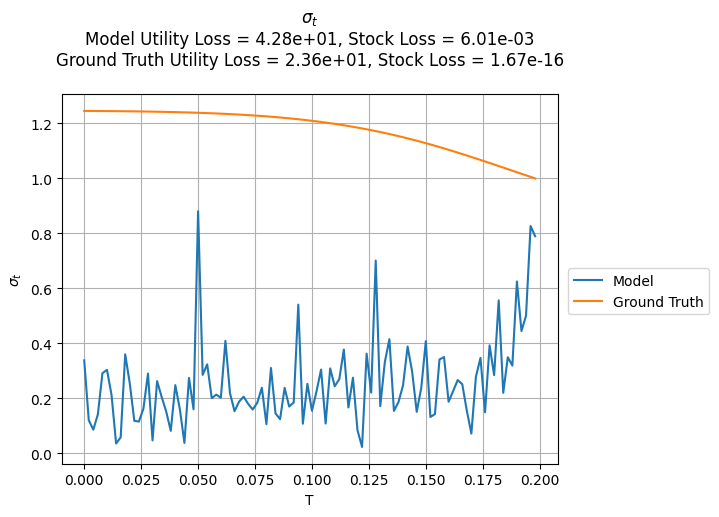 σt
Model Utility Loss = 4.28e+01, Stock Loss = 6.01e-03
Ground Truth Utility Loss = 2.36e+01, Stock Loss = 1.67e-16
1.2
1.0
0.8
0.6
0.4
0.2
0.0
σt
0.000 0.025 0.050 0.075 0.100 0.125 0.150 0.175 0.200
T
Model
Ground Truth